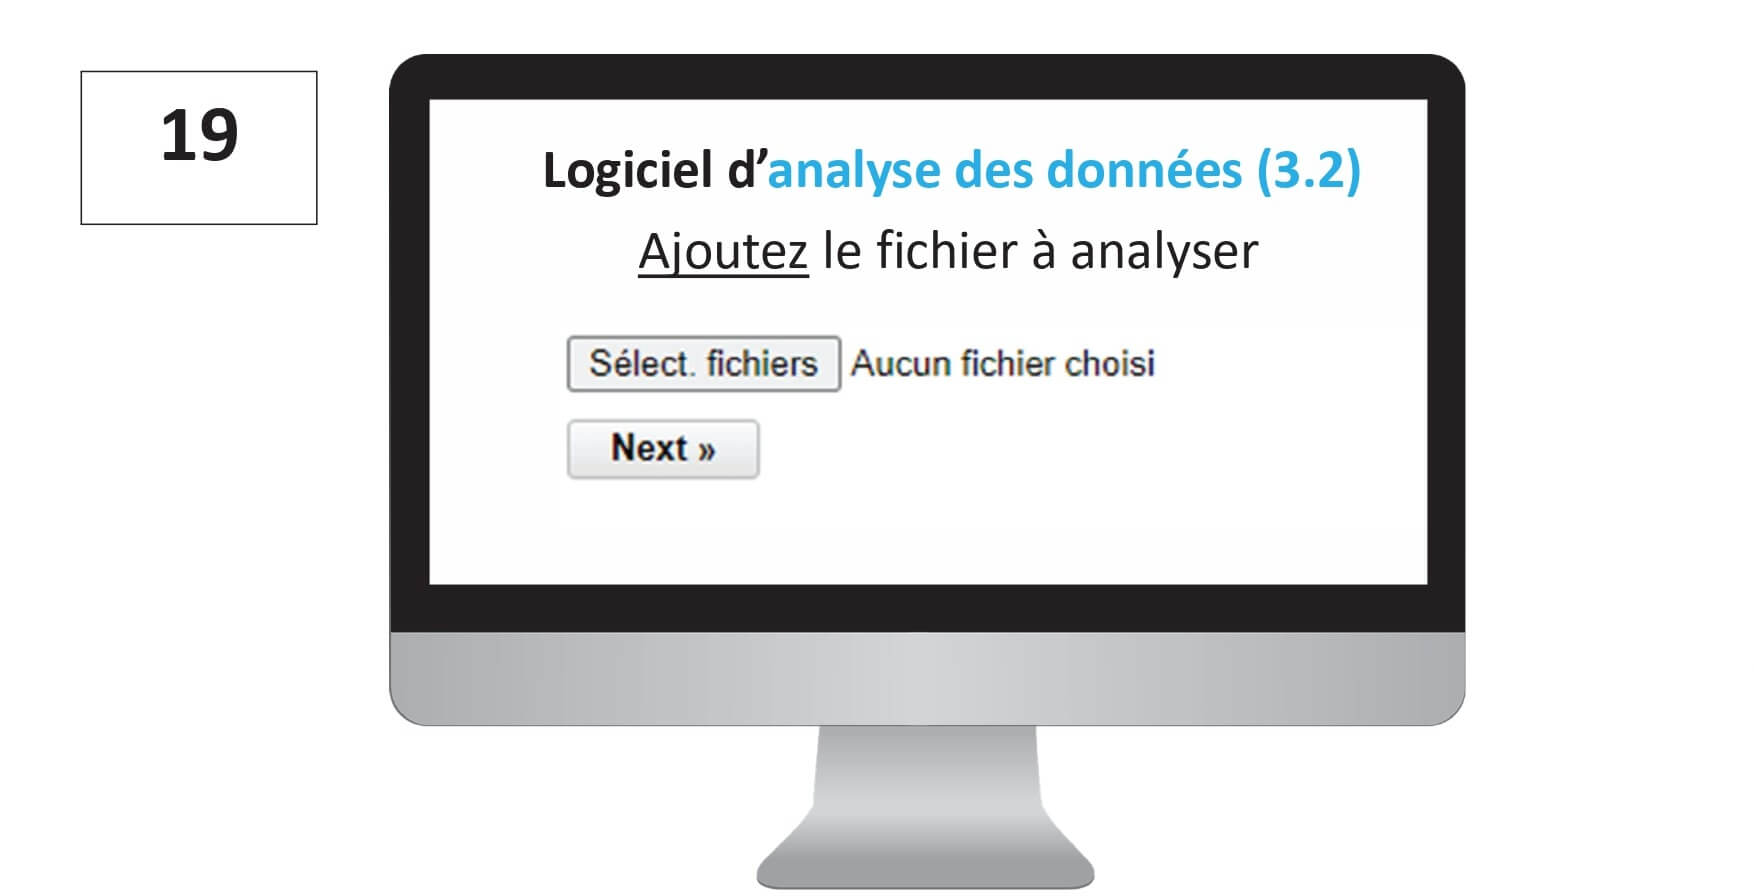 19
Logiciel d’analyse des données (3.2)
Ajoutez le fichier à analyser
Sélect. fichiers Aucun fichier choisi
Next »